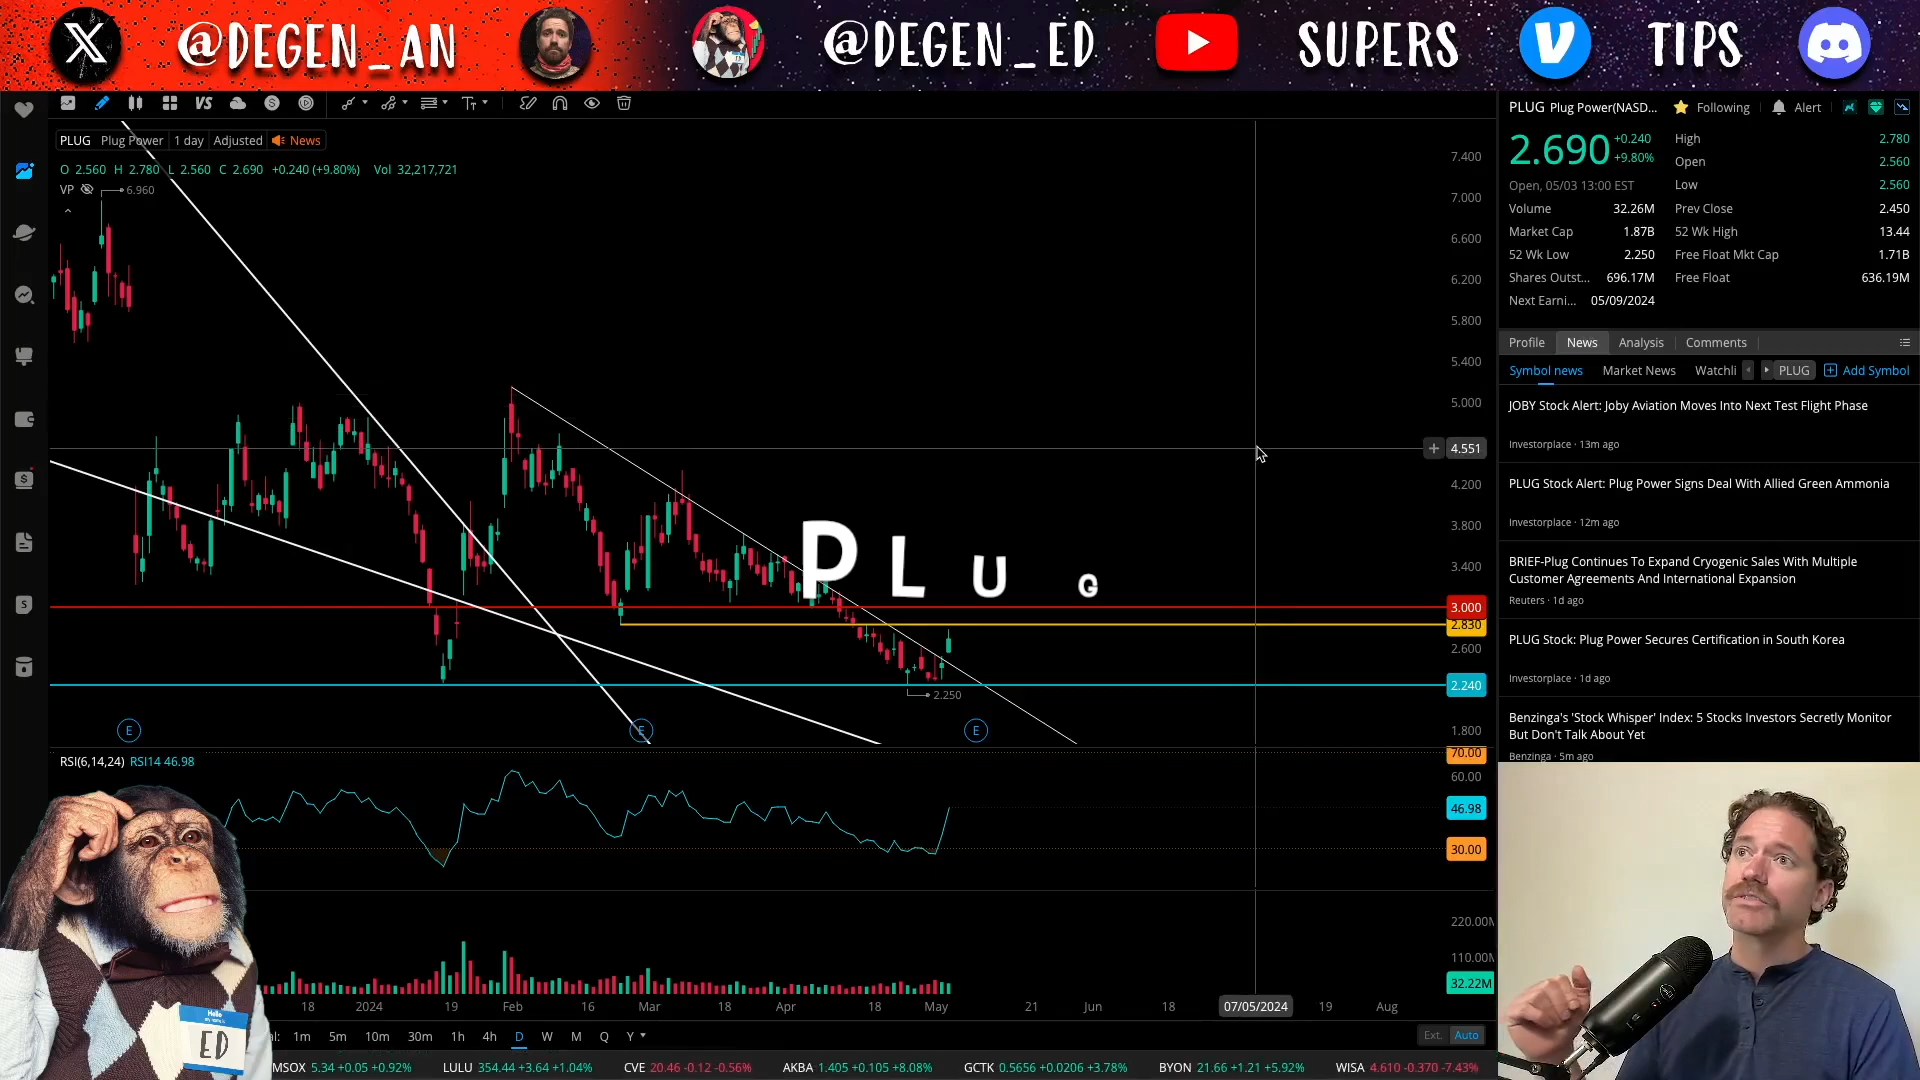 @DEGEN_AN @DEGEN_ED SUPERS TIPS
VS
PLUG Plug Power 1 day Adjusted News
O 2.560 H 2.780 L 2.560 C 2.690 +0.240 (+9.80%) Vol 32,217,721
VP
6.960
7.400
7.000
6.600
6.200
5.800
5.400
5.000
4.551
4.200
3.800
3.400
3.000
2.830
2.600
2.240
2.250
1.800
PLUG
E E E
RSI(6,14,24) RSI14 46.98
70.00
60.00
46.98
30.00
220.00M
110.00M
32.22M
18 2024 19 Feb 16 Mar 18 Apr 18 May 21 Jun 18 07/05/2024 19 Aug
1m 5m 10m 30m 1h 4h D W M Q Y Ext. Auto
MSOX 5.34 +0.05 +0.92% LULU 354.44 +3.64 +1.04% CVE 20.46 -0.12 -0.56% AKBA 1.405 +0.105 +8.08% GCTK 0.5656 +0.0206 +3.78% BYON 21.66 +1.21 +5.92% WISA 4.610 -0.370 -7.43%
Hello
ED
PLUG Plug Power(NASD... Following Alert
2.690 +0.240
+9.80%
Open, 05/03 13:00 EST
High 2.780
Open 2.560
Low 2.560
Volume 32.26M Prev Close 2.450
Market Cap 1.87B 52 Wk High 13.44
52 Wk Low 2.250 Free Float Mkt Cap 1.71B
Shares Outst... 696.17M Free Float 636.19M
Next Earni... 05/09/2024
Profile News Analysis Comments
Symbol news Market News Watchli PLUG Add Symbol
JOBY Stock Alert: Joby Aviation Moves Into Next Test Flight Phase
Investorplace · 13m ago
PLUG Stock Alert: Plug Power Signs Deal With Allied Green Ammonia
Investorplace · 12m ago
BRIEF-Plug Continues To Expand Cryogenic Sales With Multiple
Customer Agreements And International Expansion
Reuters · 1d ago
PLUG Stock: Plug Power Secures Certification in South Korea
Investorplace · 1d ago
Benzinga's 'Stock Whisper' Index: 5 Stocks Investors Secretly Monitor
But Don't Talk About Yet
Benzinga · 5m ago